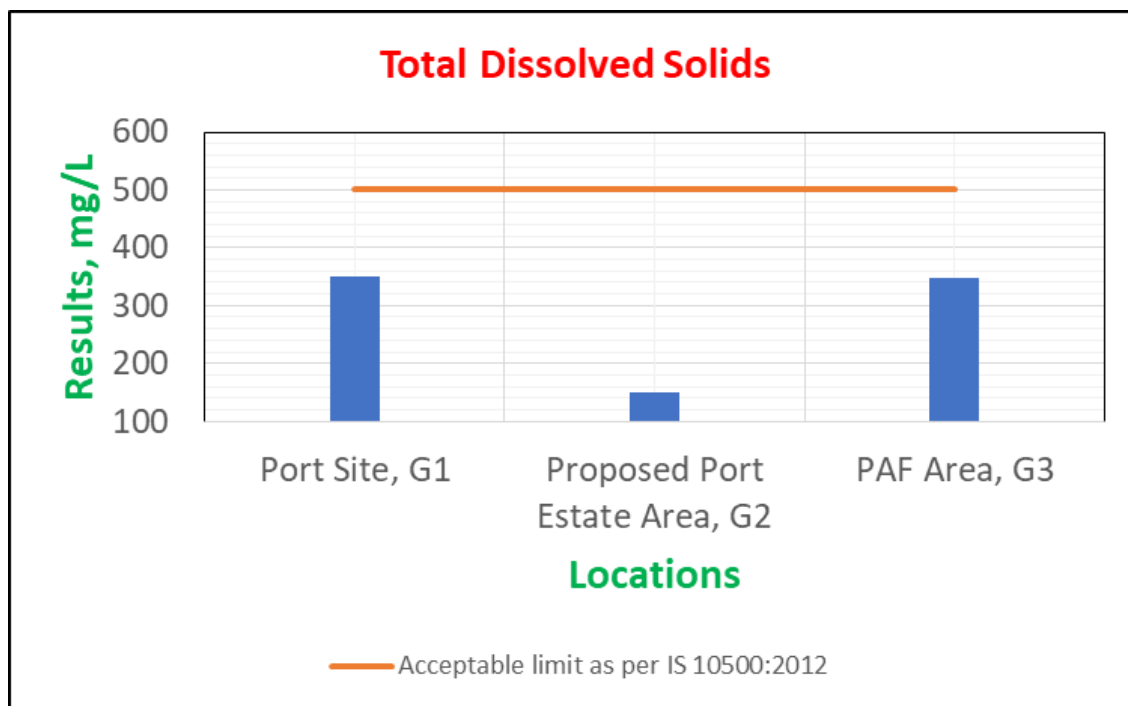 Total Dissolved Solids
Results, mg/L
600
500
400
300
200
100
Port Site, G1
Proposed Port
Estate Area, G2
PAF Area, G3
Locations
Acceptable limit as per IS 10500:2012